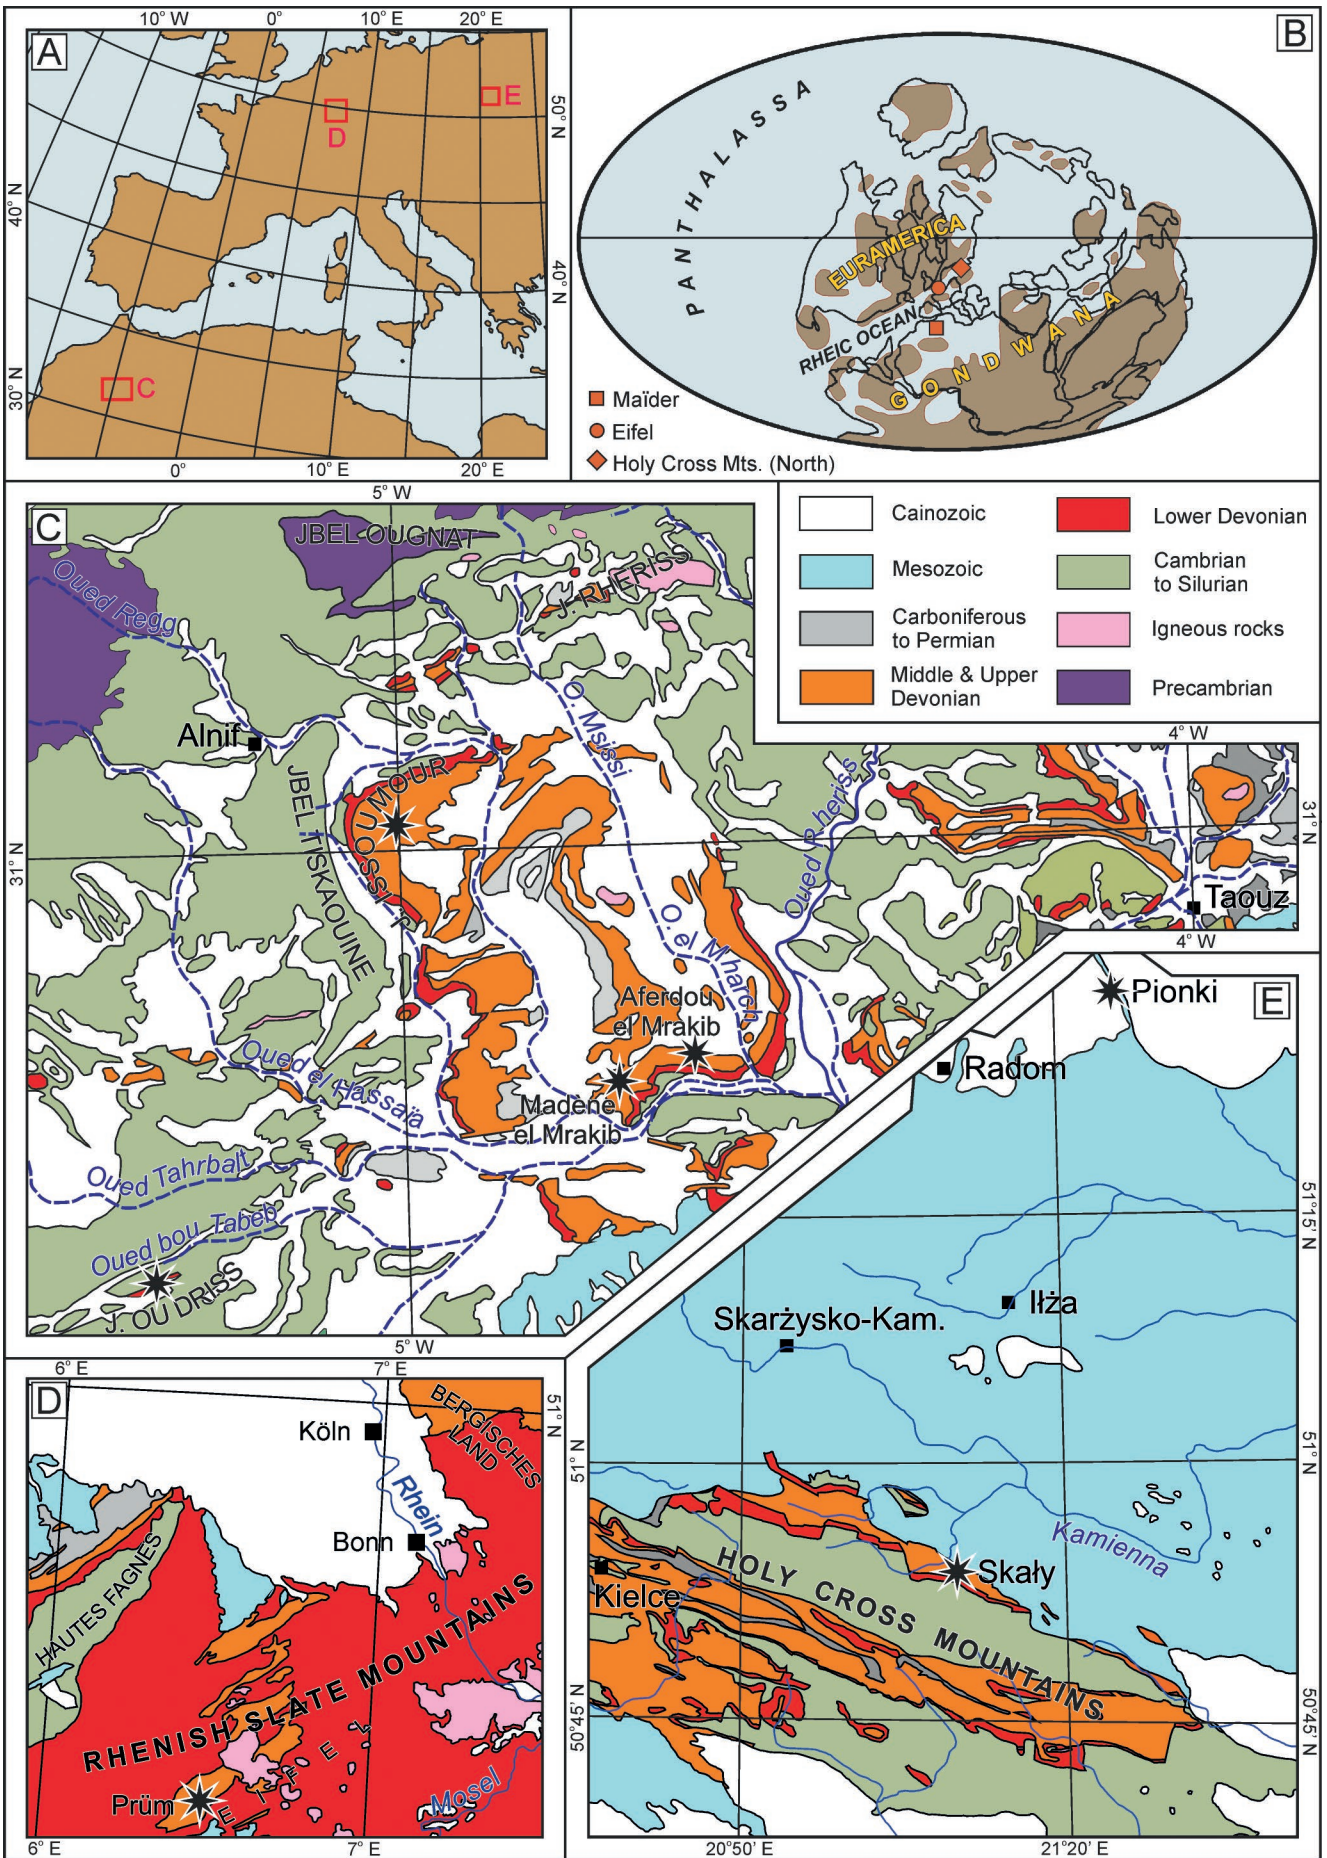 10° W
0°
10° E
20° E
A
E
D
C
50° N
40° N
40° N
30° N
0°
10° E
20° E
B
PANTHALASSA
EURAMERICA
RHEIC OCEAN
GONDWANA
Maïder
Eifel
Holy Cross Mts. (North)
Cainozoic
Mesozoic
Carboniferous
to Permian
Middle & Upper
Devonian
Lower Devonian
Cambrian
to Silurian
Igneous rocks
Precambrian
5° W
C
JBEL OUGNAT
J. RHERISS
Oued Regg
O. Msissi
Alnif
JBEL TISKAOUINE
JOSSOUMOUR
Oued Rheriss
4° W
31° N
31° N
Taouz
4° W
O. el M'harch
Aferdou
el Mrakib
Madène
el Mrakib
Oued el Hassaïa
Oued Tahrbalt
Oued bou Tabeb
J. OU DRISS
5° W
E
Pionki
Radom
51°15' N
Iłża
Skarżysko-Kam.
51° N
51° N
Kamienna
Skały
Kielce
HOLY CROSS MOUNTAINS
50°45' N
50°45' N
20°50' E
21°20' E
6° E
7° E
D
51° N
BERGISCHES
LAND
Köln
Rhein
Bonn
HAUTES FAGNES
RHENISH SLATE MOUNTAINS
EIFEL
Prüm
Mosel
6° E
7° E